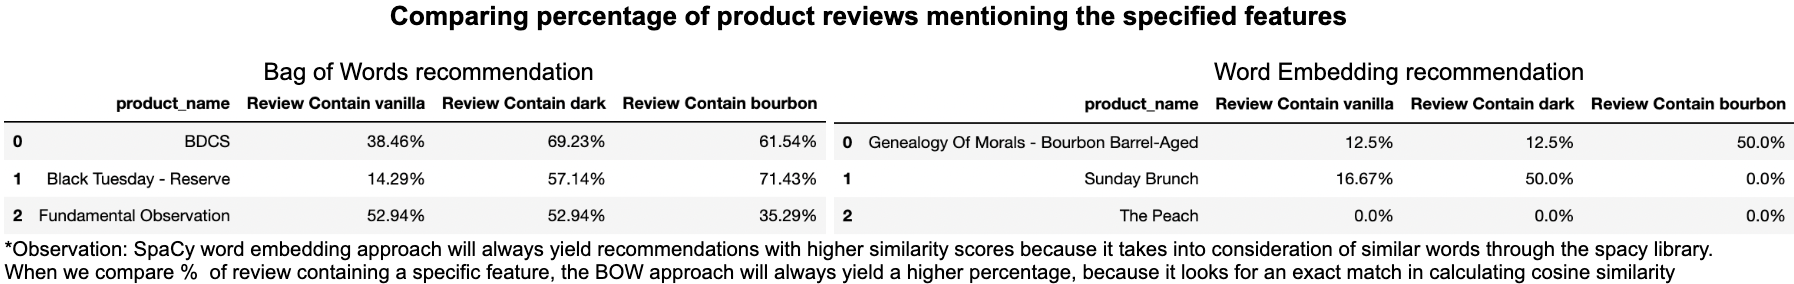 Comparing percentage of product reviews mentioning the specified features
Bag of Words recommendation
product_name Review Contain vanilla Review Contain dark Review Contain bourbon
0 BDCS 38.46% 69.23% 61.54%
1 Black Tuesday - Reserve 14.29% 57.14% 71.43%
2 Fundamental Observation 52.94% 52.94% 35.29%
Word Embedding recommendation
product_name Review Contain vanilla Review Contain dark Review Contain bourbon
0 Genealogy Of Morals - Bourbon Barrel-Aged 12.5% 12.5% 50.0%
1 Sunday Brunch 16.67% 50.0% 0.0%
2 The Peach 0.0% 0.0% 0.0%
*Observation: SpaCy word embedding approach will always yield recommendations with higher similarity scores because it takes into consideration of similar words through the spacy library.
When we compare % of review containing a specific feature, the BOW approach will always yield a higher percentage, because it looks for an exact match in calculating cosine similarity